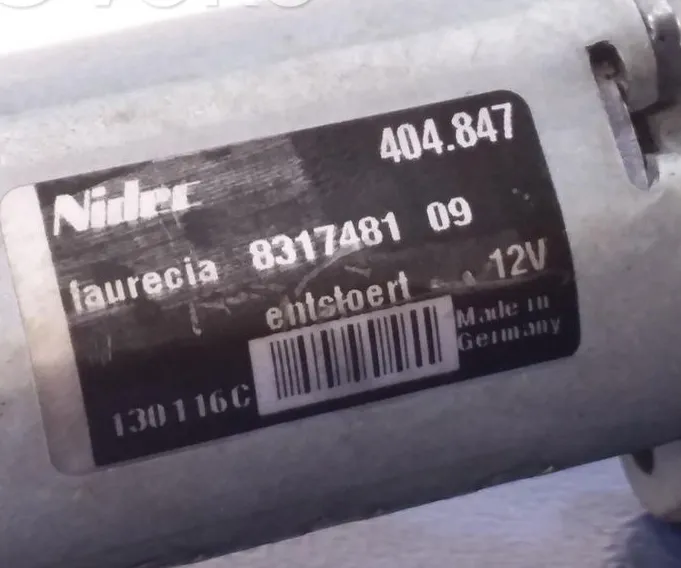 404.847
Nidec
faurecia 8317481 09
entstoert 12V
Made in
Germany
130116C